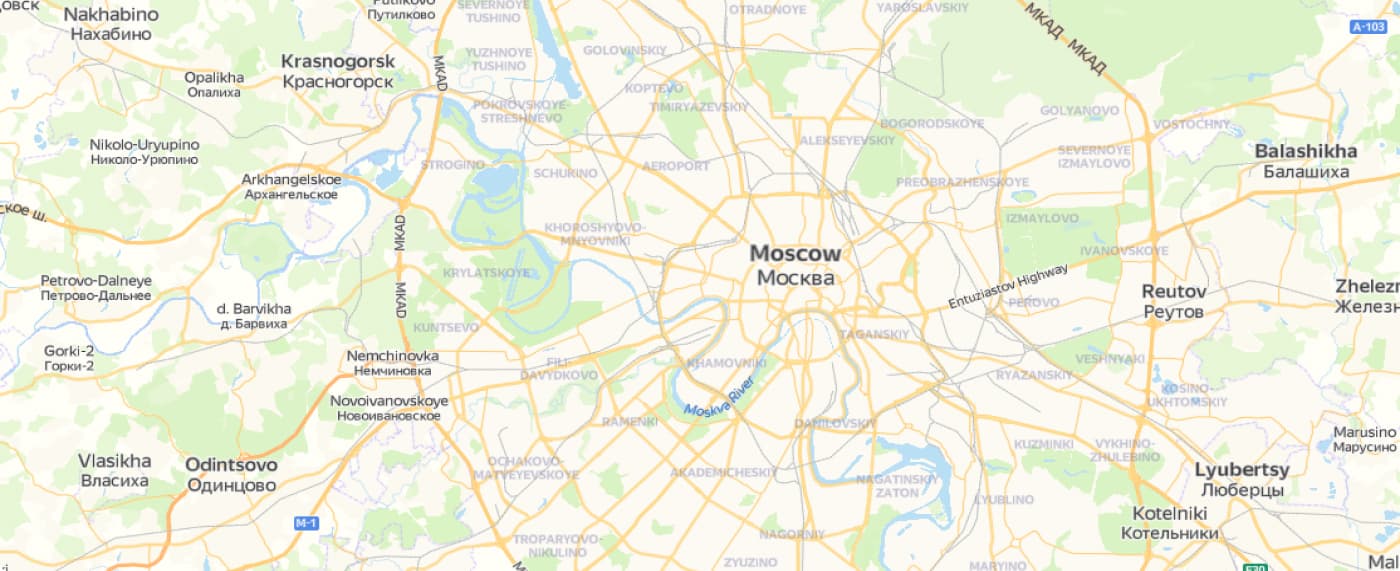 Nakhabino
Нахабино
Путилково
SEVERNOYE
TUSHINO
OTRADNOYE
YAROSLAVSKIY
МКАД
МКАД
A-103
Krasnogorsk
Красногорск
МКАД
YUZHNOYE
TUSHINO
GOLOVINSKIY
Opalikha
Опалиха
KOPTEVO
TIMIRYAZEVSKIY
POKROVSKOYE-
STRESHNEVO
GOLYANOVO
BOGORODSKOYE
VOSTOCHNY
ALEKSEYEVSKIY
Nikolo-Uryupino
Николо-Урюпино
STROGINO
SCHUKINO
AEROPORT
SEVERNOYE
IZMAYLOVO
Balashikha
Балашиха
Arkhangelskoe
Архангельское
PREOBRAZHENSKOYE
ское ш.
МКАД
KHOROSHYOVO-
MNYOVNIKI
IZMAYLOVO
IVANOVSKOYE
Moscow
Москва
KRYLATSKOYE
Entuziastov Highway
Petrovo-Dalneye
Петрово-Дальнее
МКАД
d. Barvikha
д. Барвиха
PEROVO
Reutov
Реутов
KUNTSEVO
TAGANSKIY
Gorki-2
Горки-2
Nemchinovka
Немчиновка
FILI-
DAVYDKOVO
KHAMOVNIKI
VESHNYAKI
RYAZANSKIY
Moskva River
KOSINO-
UKHTOMSKIY
Novoivanovskoye
Новоивановское
RAMENKI
DANILOVSKIY
Marusino
Марусино
KUZMINKI
VYKHINO-
ZHULEBINO
Vlasikha
Власиха
Odintsovo
Одинцово
OCHAKOVO-
MATVEYEVSKOYE
AKADEMICHESKIY
NAGATINSKIY
ZATON
Lyubertsy
Люберцы
LYUBLINO
Kotelniki
Котельники
M-1
TROPARYOVO-
NIKULINO
NAGORNIY
ZYUZINO
MARYINO